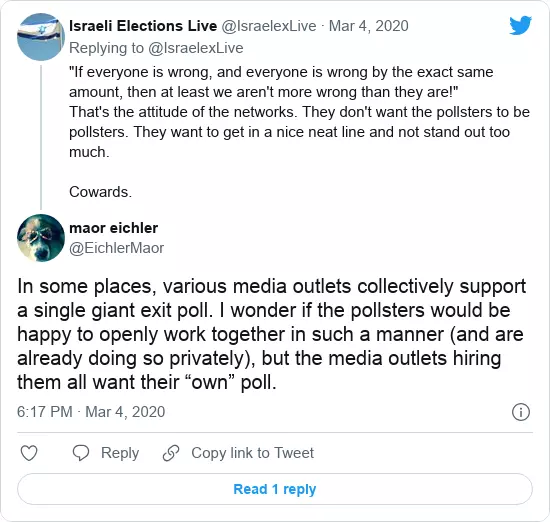 Israeli Elections Live @IsraelexLive · Mar 4, 2020
Replying to @IsraelexLive
"If everyone is wrong, and everyone is wrong by the exact same
amount, then at least we aren't more wrong than they are!"
That's the attitude of the networks. They don't want the pollsters to be
pollsters. They want to get in a nice neat line and not stand out too
much.
Cowards.
maor eichler
@EichlerMaor
In some places, various media outlets collectively support
a single giant exit poll. I wonder if the pollsters would be
happy to openly work together in such a manner (and are
already doing so privately), but the media outlets hiring
them all want their “own” poll.
6:17 PM · Mar 4, 2020
Reply
Copy link to Tweet
Read 1 reply